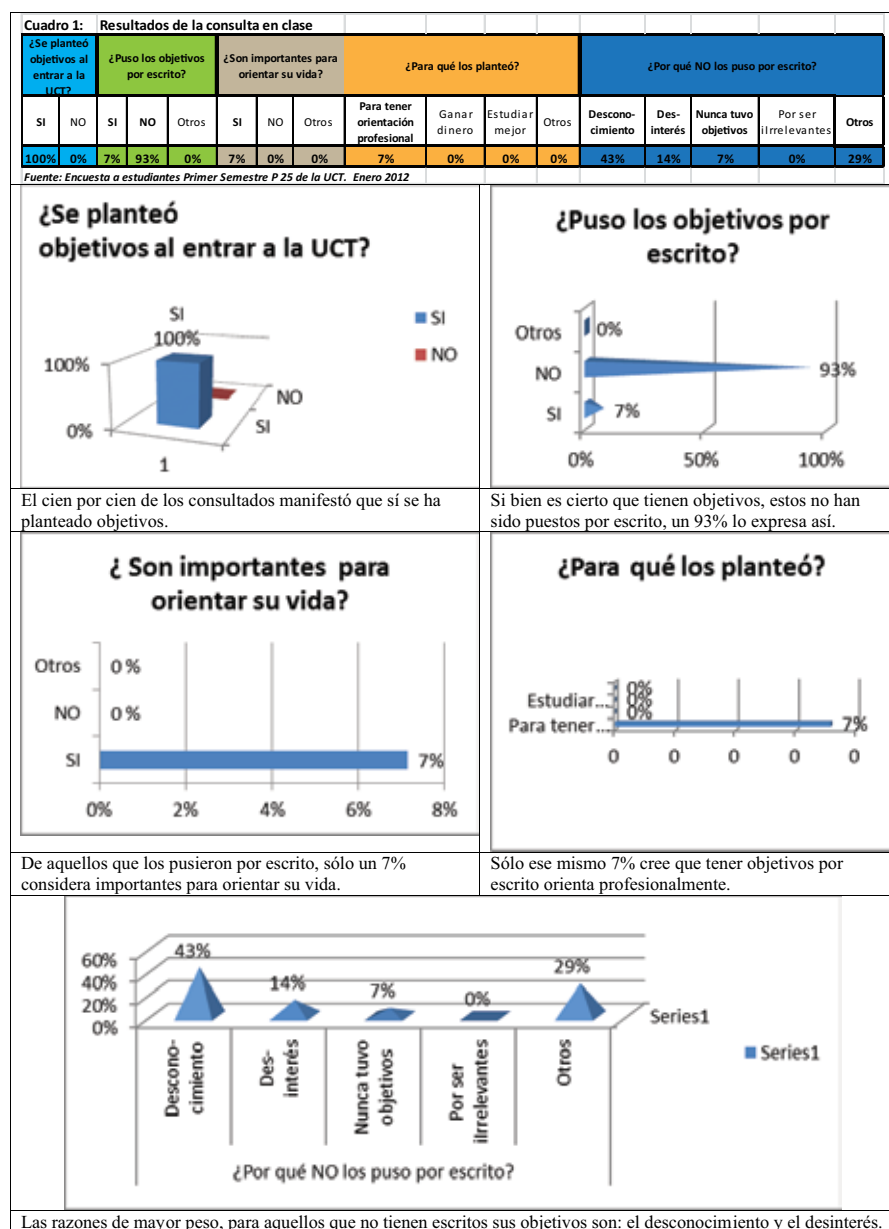 Cuadro 1: Resultados de la consulta en clase
¿Se planteó objetivos al entrar a la UCT?
¿Puso los objetivos por escrito?
¿Son importantes para orientar su vida?
¿Para qué los planteó?
¿Por qué NO los puso por escrito?
SI NO SI NO Otros SI NO Otros Para tener orientación profesional Ganar dinero Estudiar mejor Otros Descono-cimiento Des-interés Nunca tuvo objetivos Por ser iIrrelevantes Otros
100% 0% 7% 93% 0% 7% 0% 0% 7% 0% 0% 0% 43% 14% 7% 0% 29%
Fuente: Encuesta a estudiantes Primer Semestre P 25 de la UCT. Enero 2012
¿Se planteó
objetivos al entrar a la UCT?
SI
100%
100%
0%
NO
SI
1
SI
NO
¿Puso los objetivos por
escrito?
Otros 0%
NO 93%
SI 7%
0% 50% 100%
El cien por cien de los consultados manifestó que sí se ha
planteado objetivos.
Si bien es cierto que tienen objetivos, estos no han
sido puestos por escrito, un 93% lo expresa así.
¿ Son importantes para
orientar su vida?
Otros 0%
NO 0%
SI 7%
0% 2% 4% 6% 8%
¿Para qué los planteó?
0%
Estudiar... 0%
0%
Para tener... 7%
0 0 0 0 0
De aquellos que los pusieron por escrito, sólo un 7%
considera importantes para orientar su vida.
Sólo ese mismo 7% cree que tener objetivos por
escrito orienta profesionalmente.
60%
40%
20%
0%
43% 14% 7% 0% 29%
Series1
Series1
Descono-
cimiento
Des-
interés
Nunca tuvo
objetivos
Por ser
iIrrelevantes
Otros
¿Por qué NO los puso por escrito?
Las razones de mayor peso, para aquellos que no tienen escritos sus objetivos son: el desconocimiento y el desinterés.